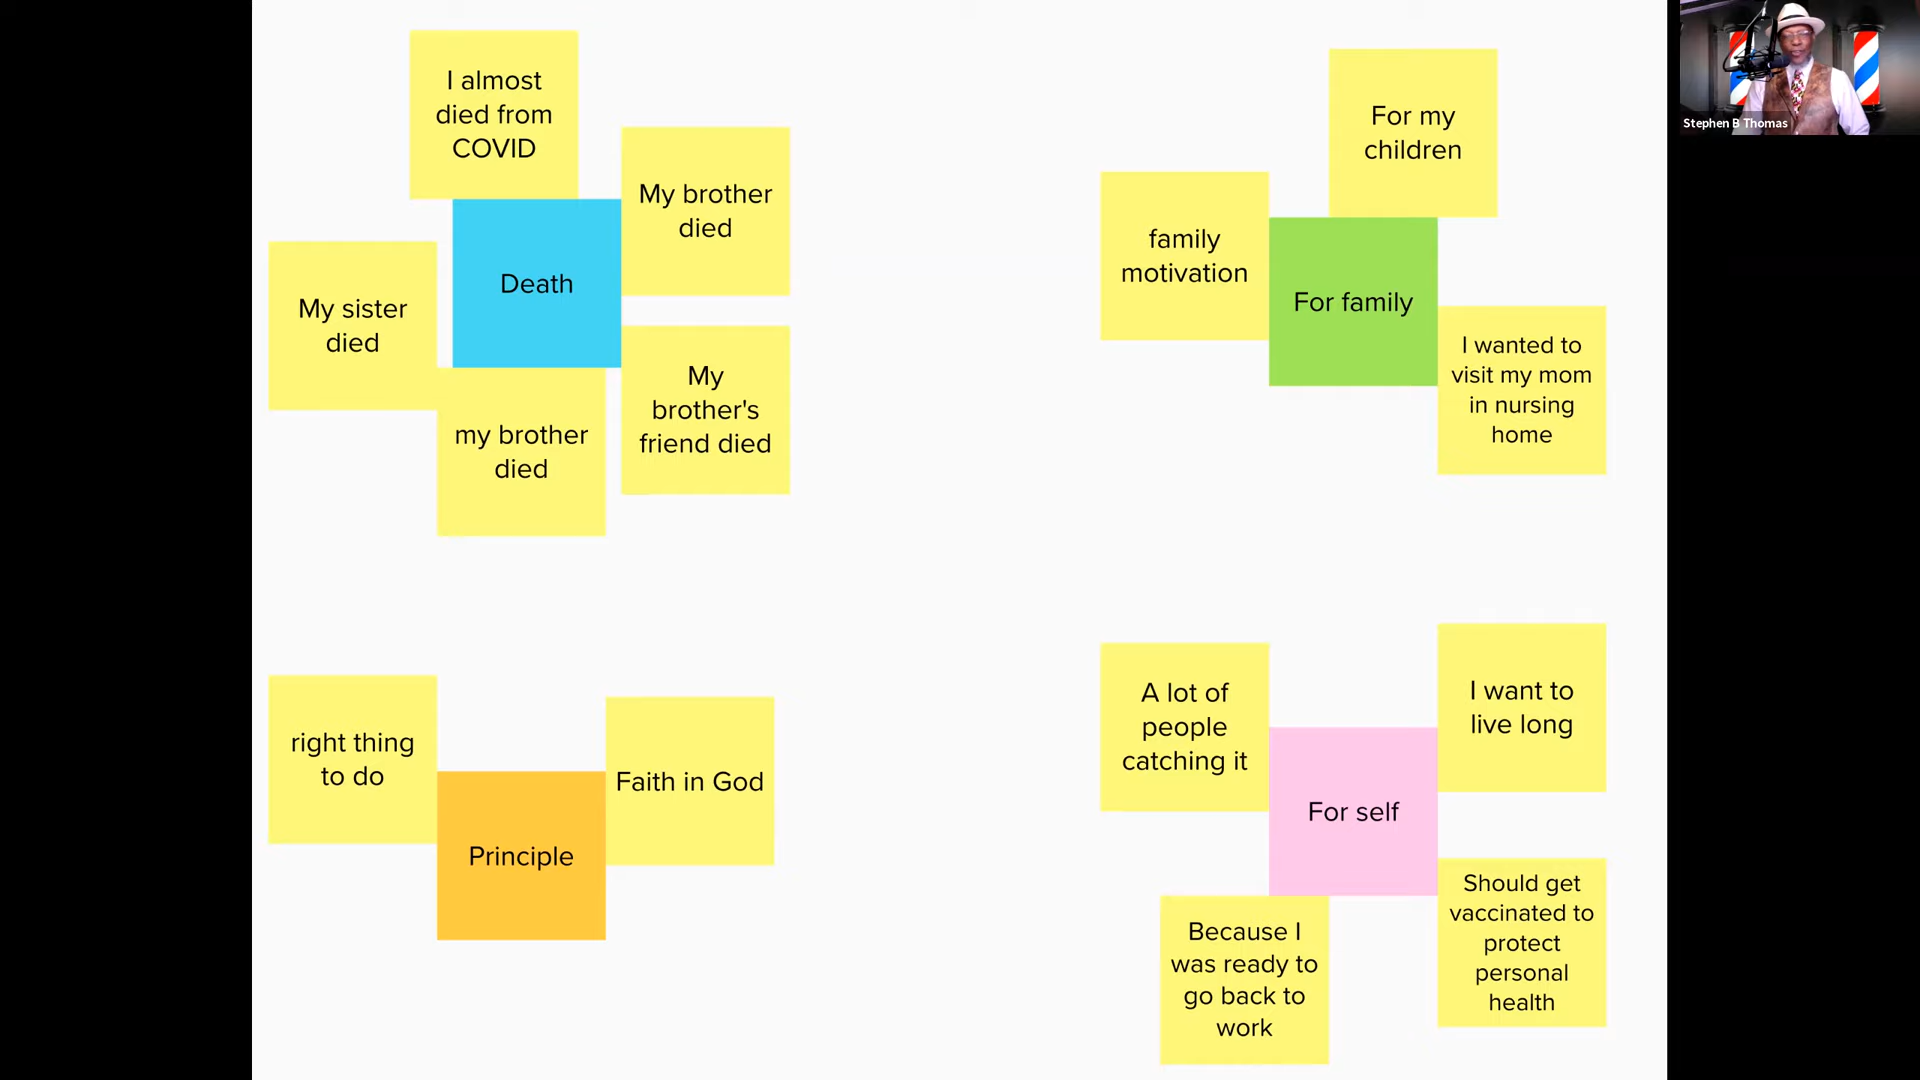 I almost
died from
COVID
My brother
died
Death
My sister
died
my brother
died
My
brother's
friend died
For my
children
family
motivation
For family
I wanted to
visit my mom
in nursing
home
right thing
to do
Faith in God
Principle
A lot of
people
catching it
I want to
live long
For self
Because I
was ready to
go back to
work
Should get
vaccinated to
protect
personal
health
Stephen B Thomas